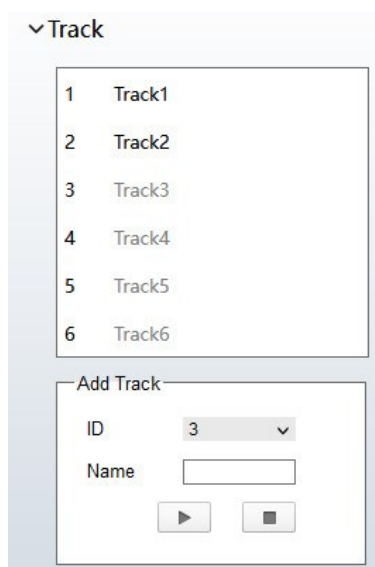 Track
1 Track1
2 Track2
3 Track3
4 Track4
5 Track5
6 Track6
Add Track
ID 3
Name